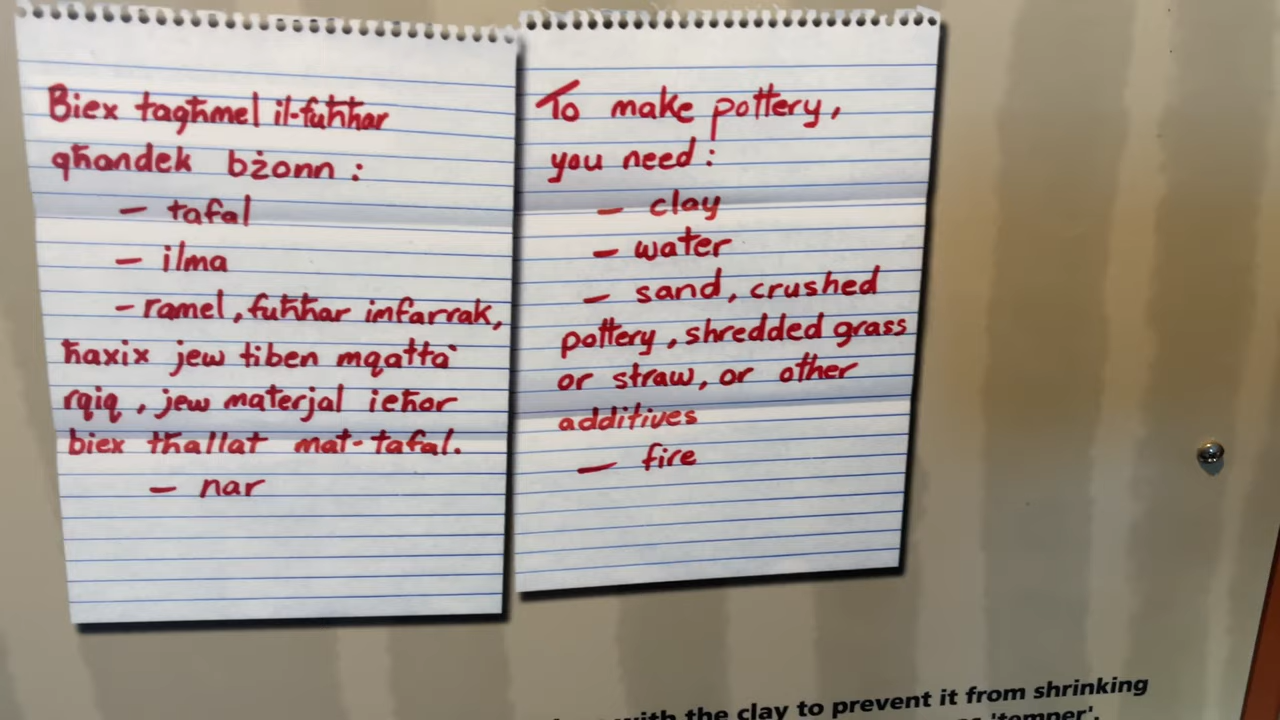 Biex tagħmel il-fuħħar
għandek bżonn :
- tafal
- ilma
- ramel, fuħħar imfarrak,
ħaxix jew tiben mqatta`
rqiq, jew materjal ieħor
biex tħallat mat-tafal.
- nar
To make pottery,
you need :
- clay
- water
- sand, crushed
pottery, shredded grass
or straw, or other
additives
- fire
with the clay to prevent it from shrinking
'temper'.